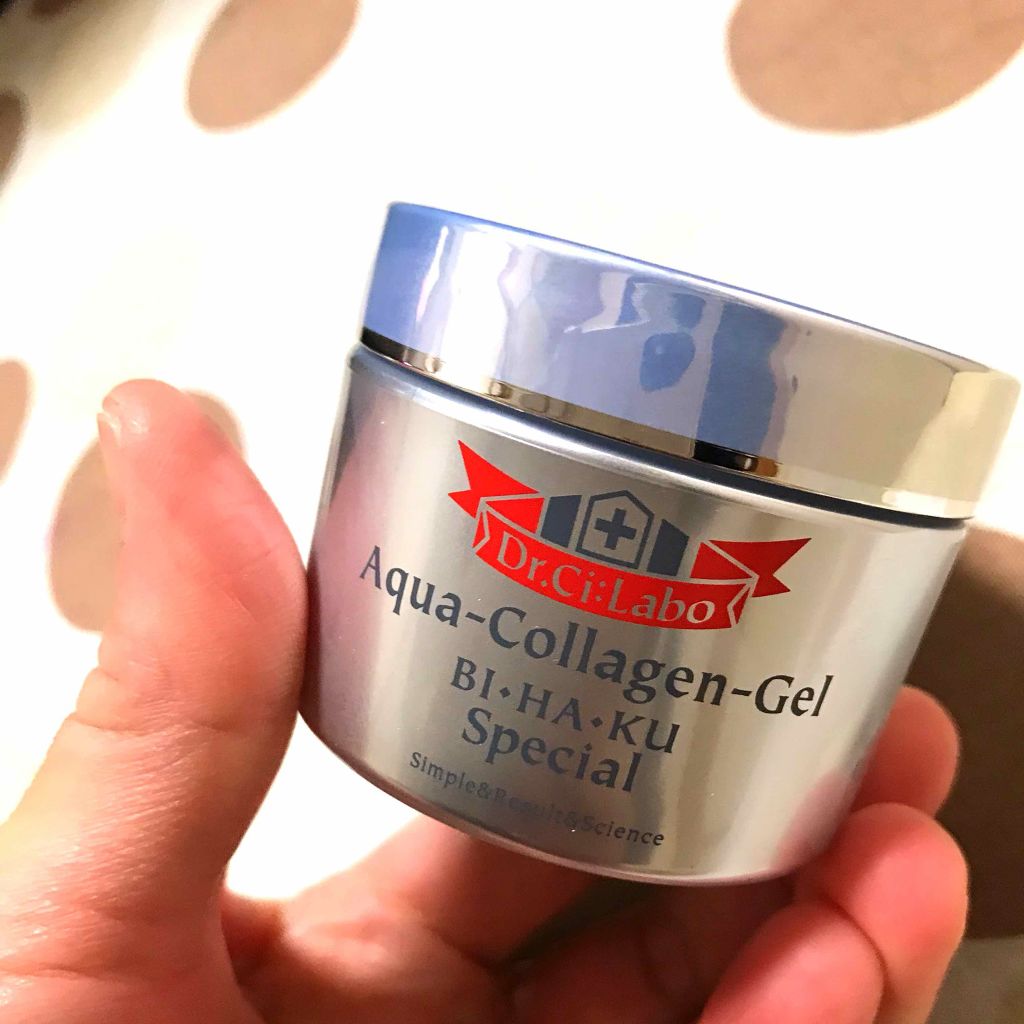 Dr.Ci:Labo
Aqua-Collagen-Gel
BI・HA・KU
Special
Simple&Result&Science